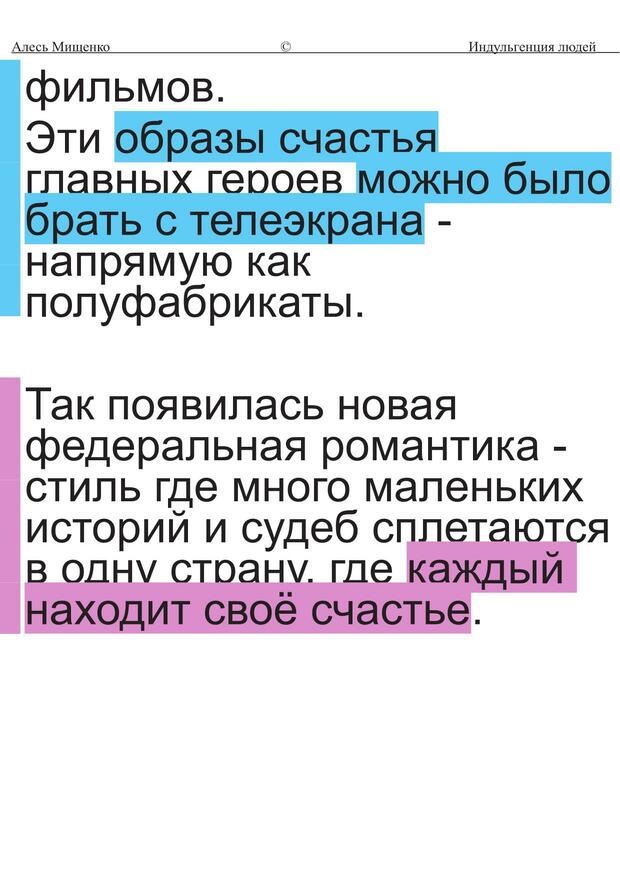 Алесь Мищенко © Индульгенция людей
фильмов.
Эти образы счастья
главных героев можно было
брать с телеэкрана -
напрямую как
полуфабрикаты.
Так появилась новая
федеральная романтика -
стиль где много маленьких
историй и судеб сплетаются
в одну страну, где каждый
находит своё счастье.